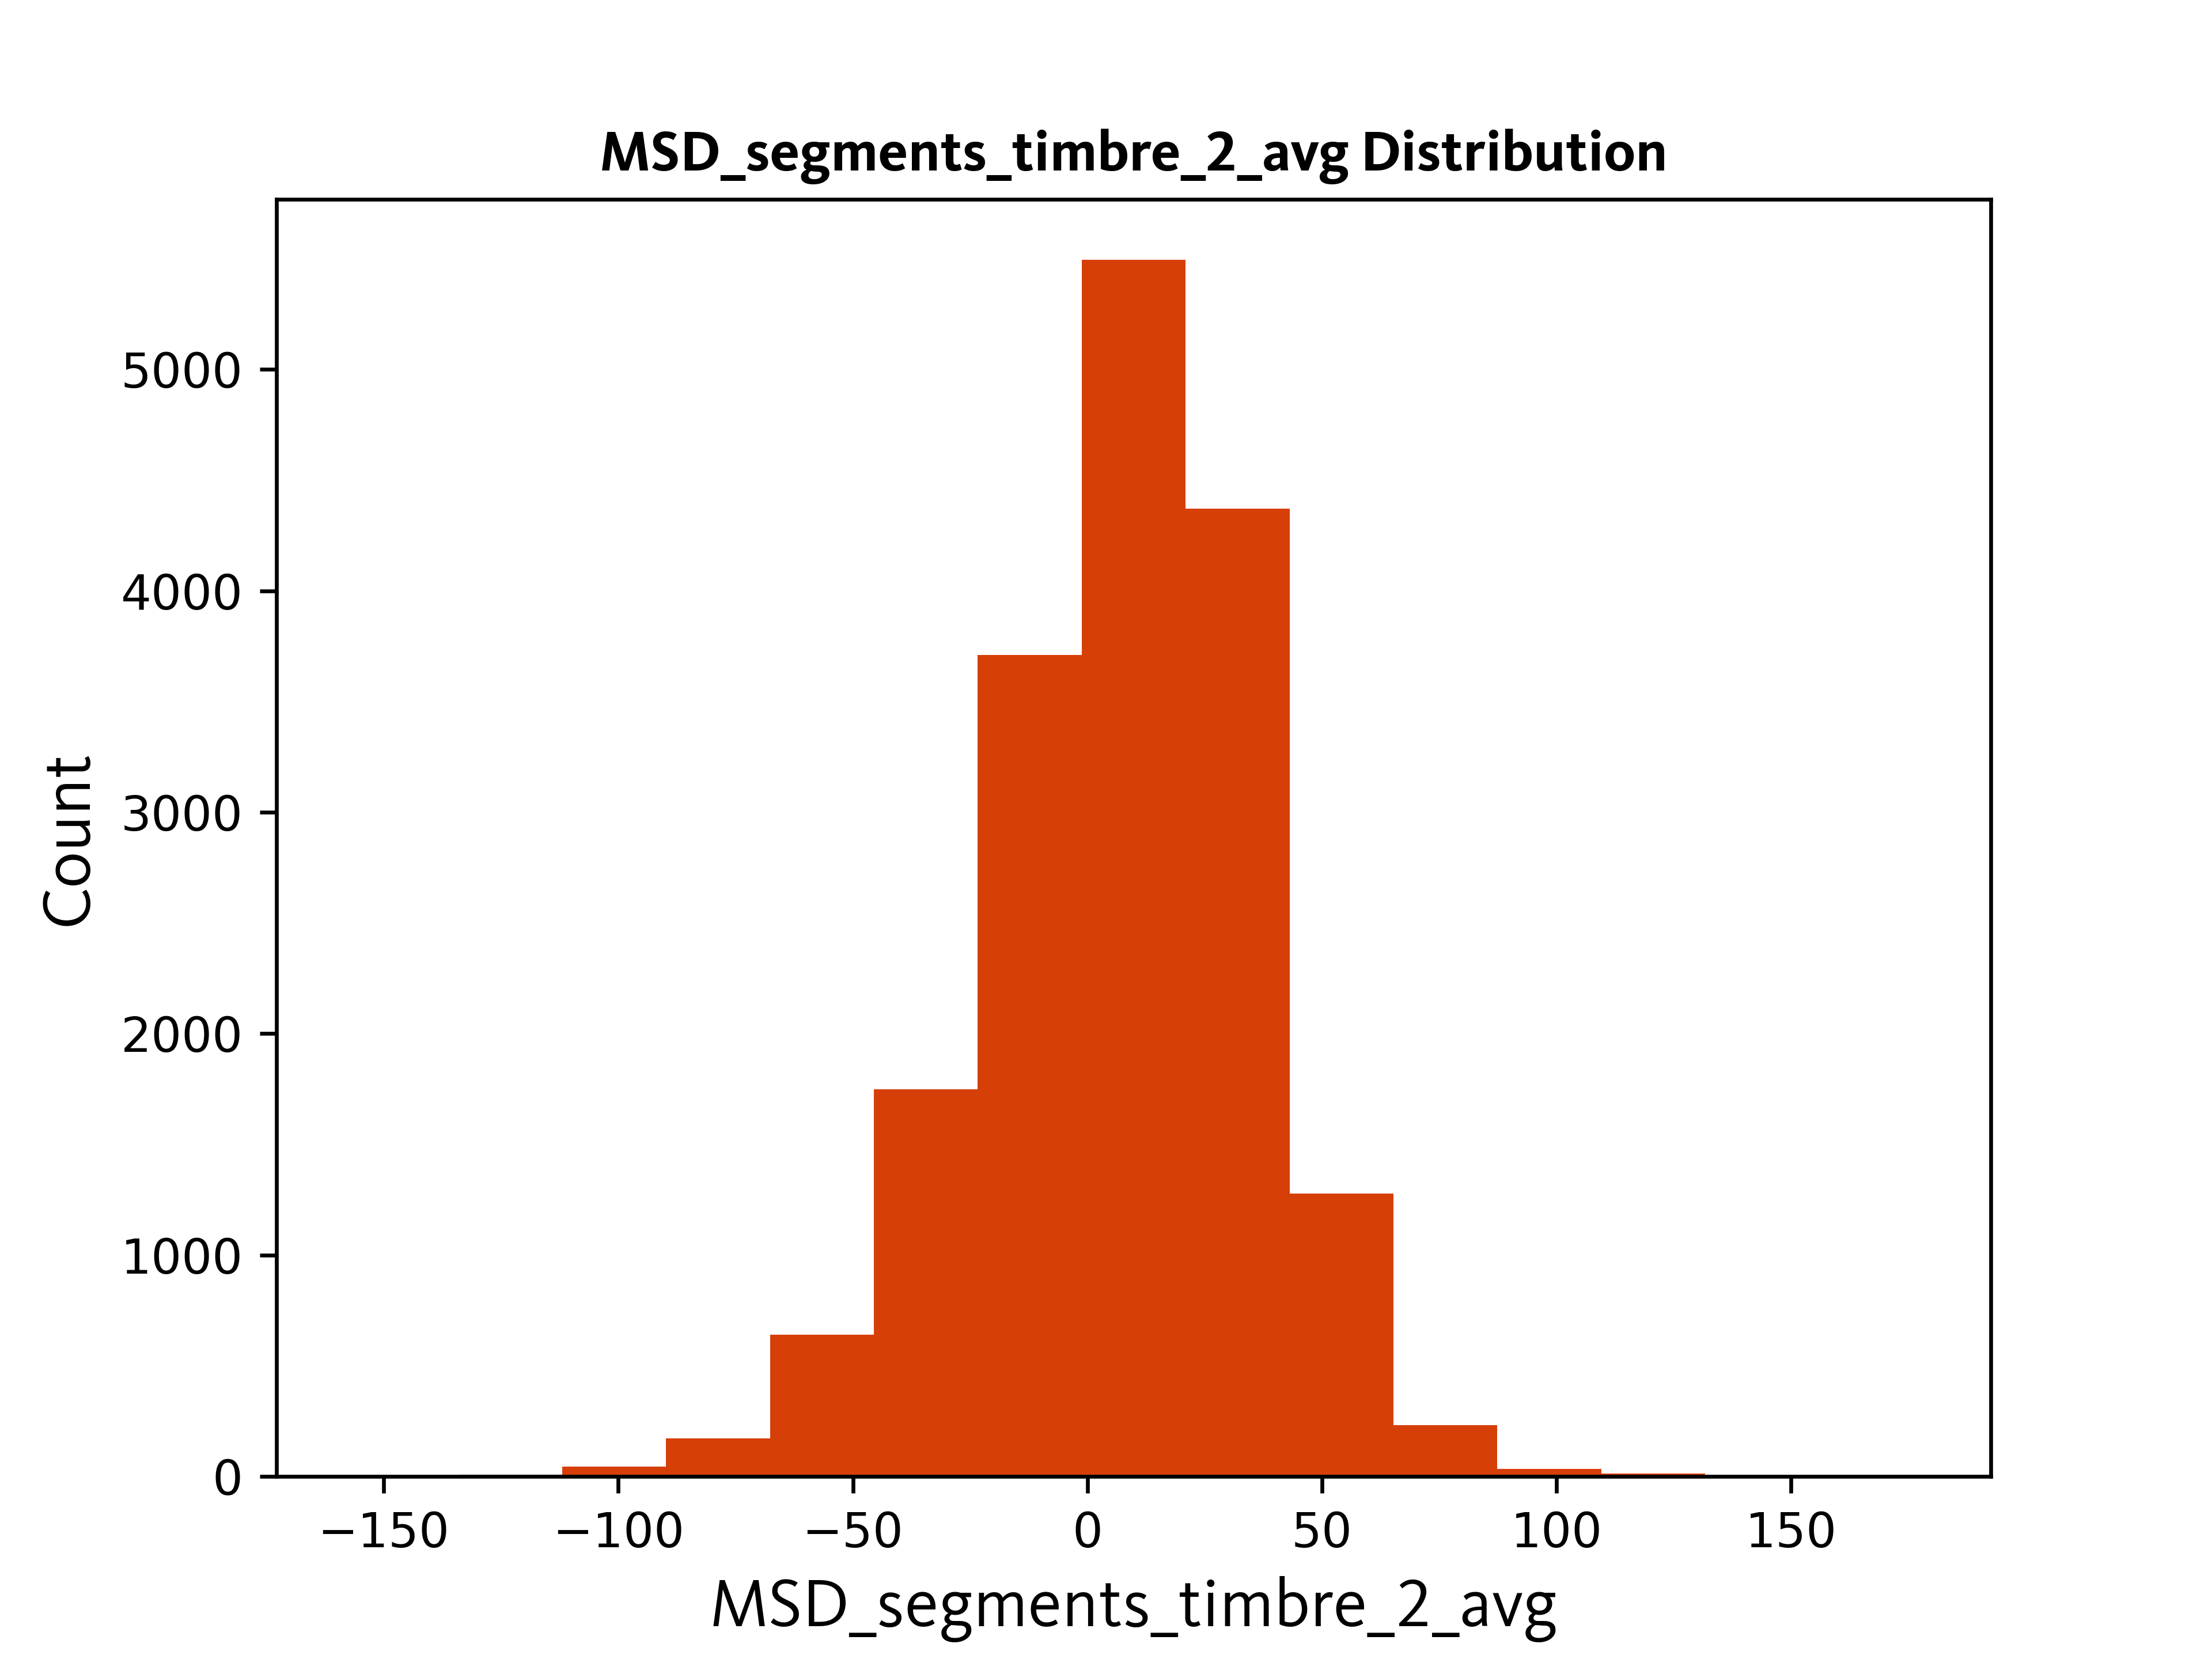 MSD_segments_timbre_2_avg Distribution
5000
4000
3000
2000
1000
0
Count
−150 −100 −50 0 50 100 150
MSD_segments_timbre_2_avg